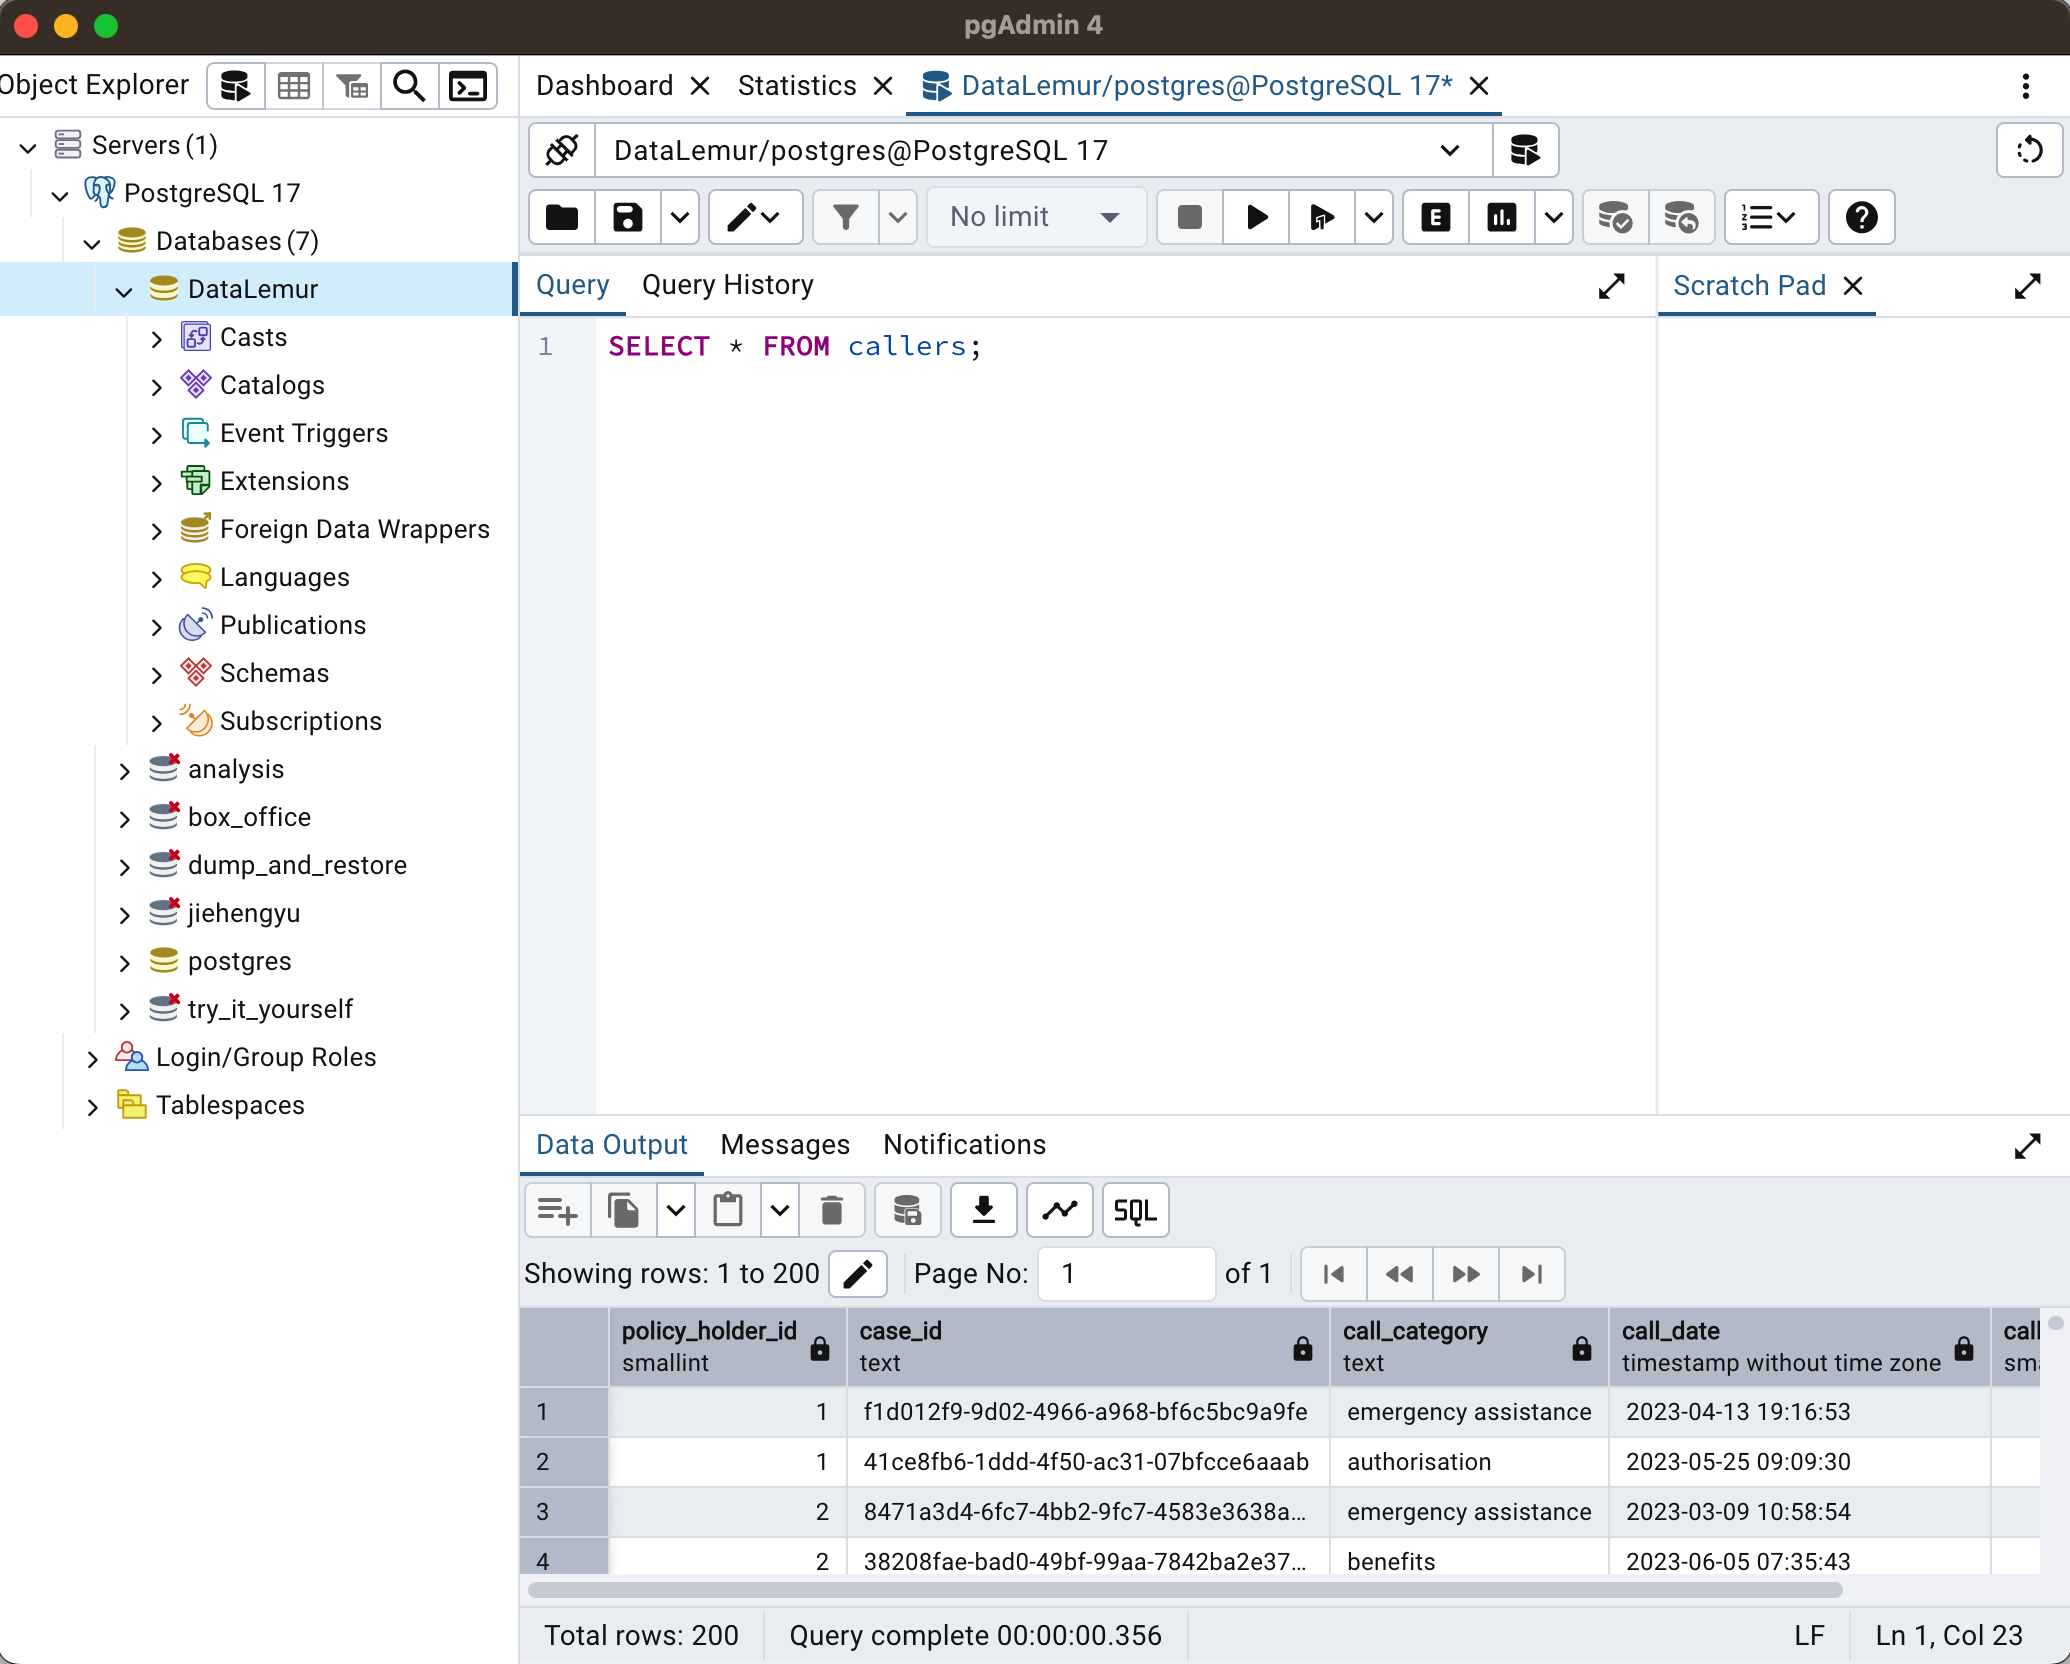 pgAdmin 4
Object Explorer
Dashboard
Statistics
DataLemur/postgres@PostgreSQL 17*
Servers (1)
PostgreSQL 17
Databases (7)
DataLemur
Casts
Catalogs
Event Triggers
Extensions
Foreign Data Wrappers
Languages
Publications
Schemas
Subscriptions
analysis
box_office
dump_and_restore
jiehengyu
postgres
try_it_yourself
Login/Group Roles
Tablespaces
DataLemur/postgres@PostgreSQL 17
No limit
E
Query
Query History
Scratch Pad
1 SELECT * FROM callers;
Data Output
Messages
Notifications
SQL
Showing rows: 1 to 200
Page No: 1 of 1
policy_holder_id case_id call_category call_date call
smallint text text timestamp without time zone
1 1 f1d012f9-9d02-4966-a968-bf6c5bc9a9fe emergency assistance 2023-04-13 19:16:53
2 1 41ce8fb6-1ddd-4f50-ac31-07bfcce6aaab authorisation 2023-05-25 09:09:30
3 2 8471a3d4-6fc7-4bb2-9fc7-4583e3638a... emergency assistance 2023-03-09 10:58:54
4 2 38208fae-bad0-49bf-99aa-7842ba2e37... benefits 2023-06-05 07:35:43
Total rows: 200
Query complete 00:00:00.356
LF
Ln 1, Col 23